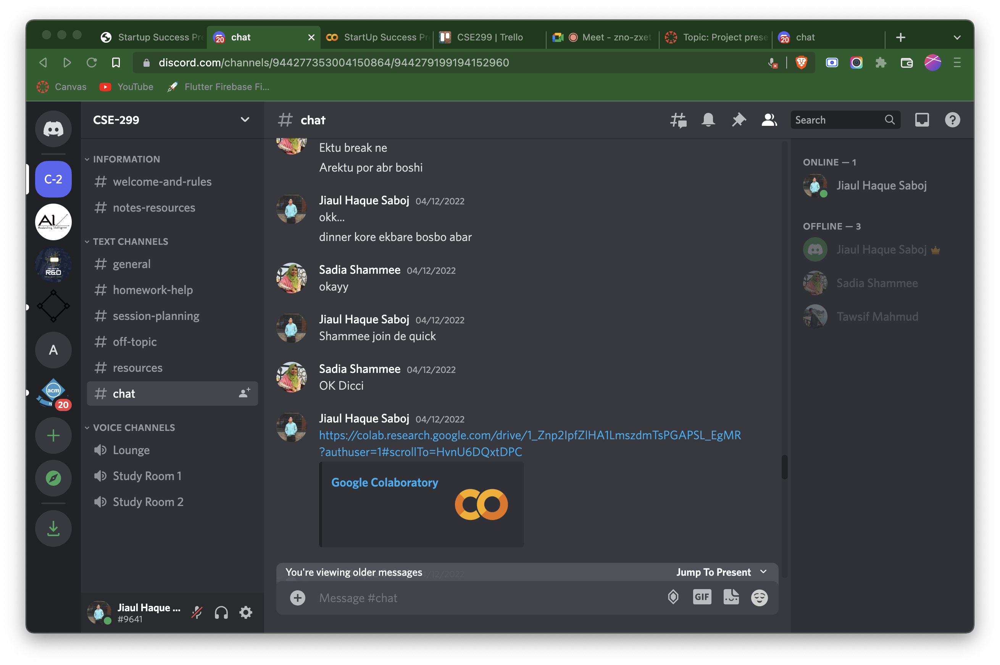 Startup Success Pre
chat
StartUp Success Pr
CSE299 | Trello
Meet - zno-zxet
Topic: Project prese
chat
discord.com/channels/944277353004150864/944279199194152960
Canvas
YouTube
Flutter Firebase Fi...
CSE-299
INFORMATION
welcome-and-rules
notes-resources
TEXT CHANNELS
general
homework-help
session-planning
off-topic
resources
chat
VOICE CHANNELS
Lounge
Study Room 1
Study Room 2
Jiaul Haque ...
#9641
C-2
AI
Accelerating Intelligence
R&D
A
acm
N
20
chat
Search
Ektu break ne
Arektu por abr boshi
Jiaul Haque Saboj 04/12/2022
okk...
dinner kore ekbare bosbo abar
Sadia Shammee 04/12/2022
okayy
Jiaul Haque Saboj 04/12/2022
Shammee join de quick
Sadia Shammee 04/12/2022
OK Dicci
Jiaul Haque Saboj 04/12/2022
https://colab.research.google.com/drive/1_Znp2IpfZlHA1LmszdmTsPGAPSL_EgMR
?authuser=1#scrollTo=HvnU6DQxtDPC
Google Colaboratory
You're viewing older messages
Jump To Present
Message #chat
GIF
ONLINE — 1
Jiaul Haque Saboj
OFFLINE — 3
Jiaul Haque Saboj
Sadia Shammee
Tawsif Mahmud